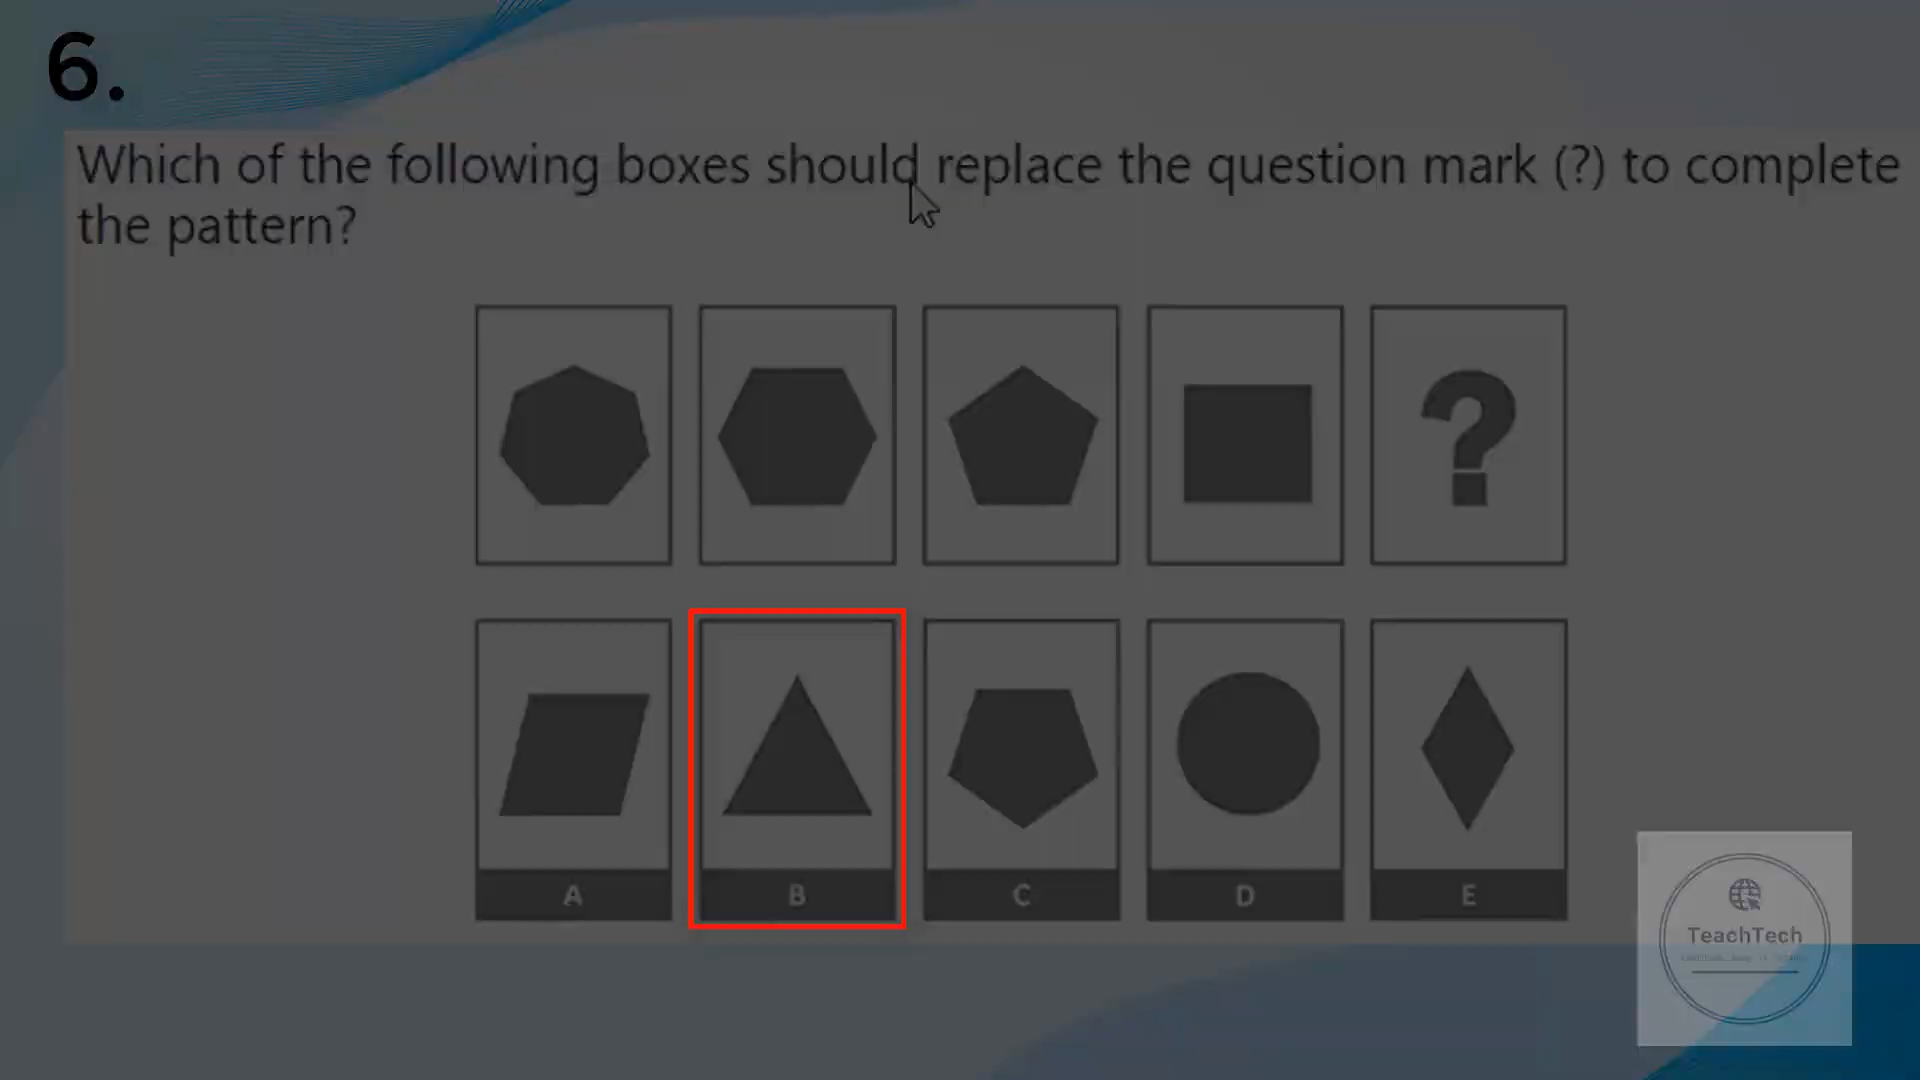 6.
Which of the following boxes should replace the question mark (?) to complete
the pattern?
?
A B C D E
TeachTech